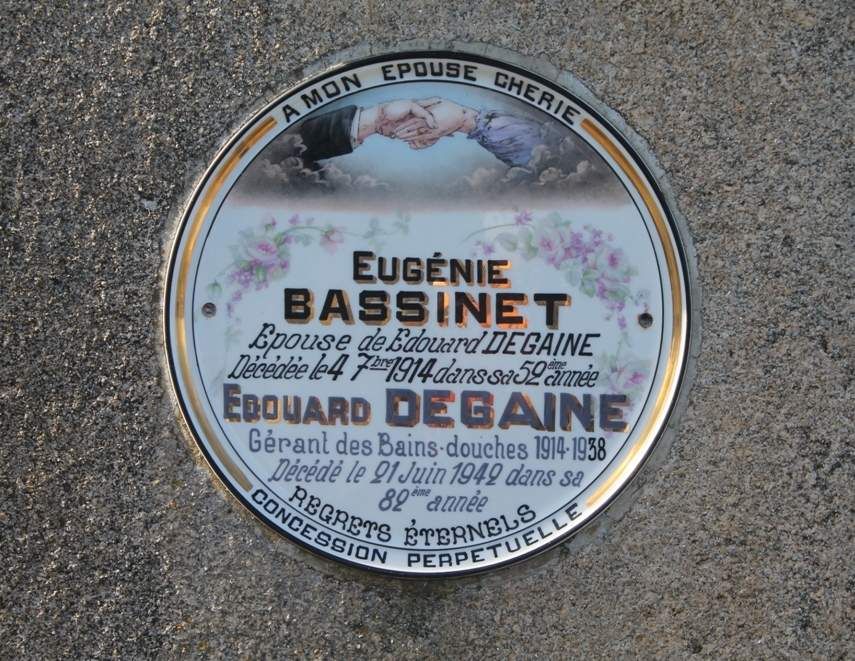 A MON EPOUSE CHERIE
EUGÉNIE
BASSINET
Epouse de Edouard DEGAINE
Décédée le 4 7bre 1914 dans sa 52ème année
EDOUARD DEGAINE
Gérant des Bains-douches 1914-1938
Décédé le 21 Juin 1942 dans sa
82ème année
REGRETS ÉTERNELS
CONCESSION PERPETUELLE